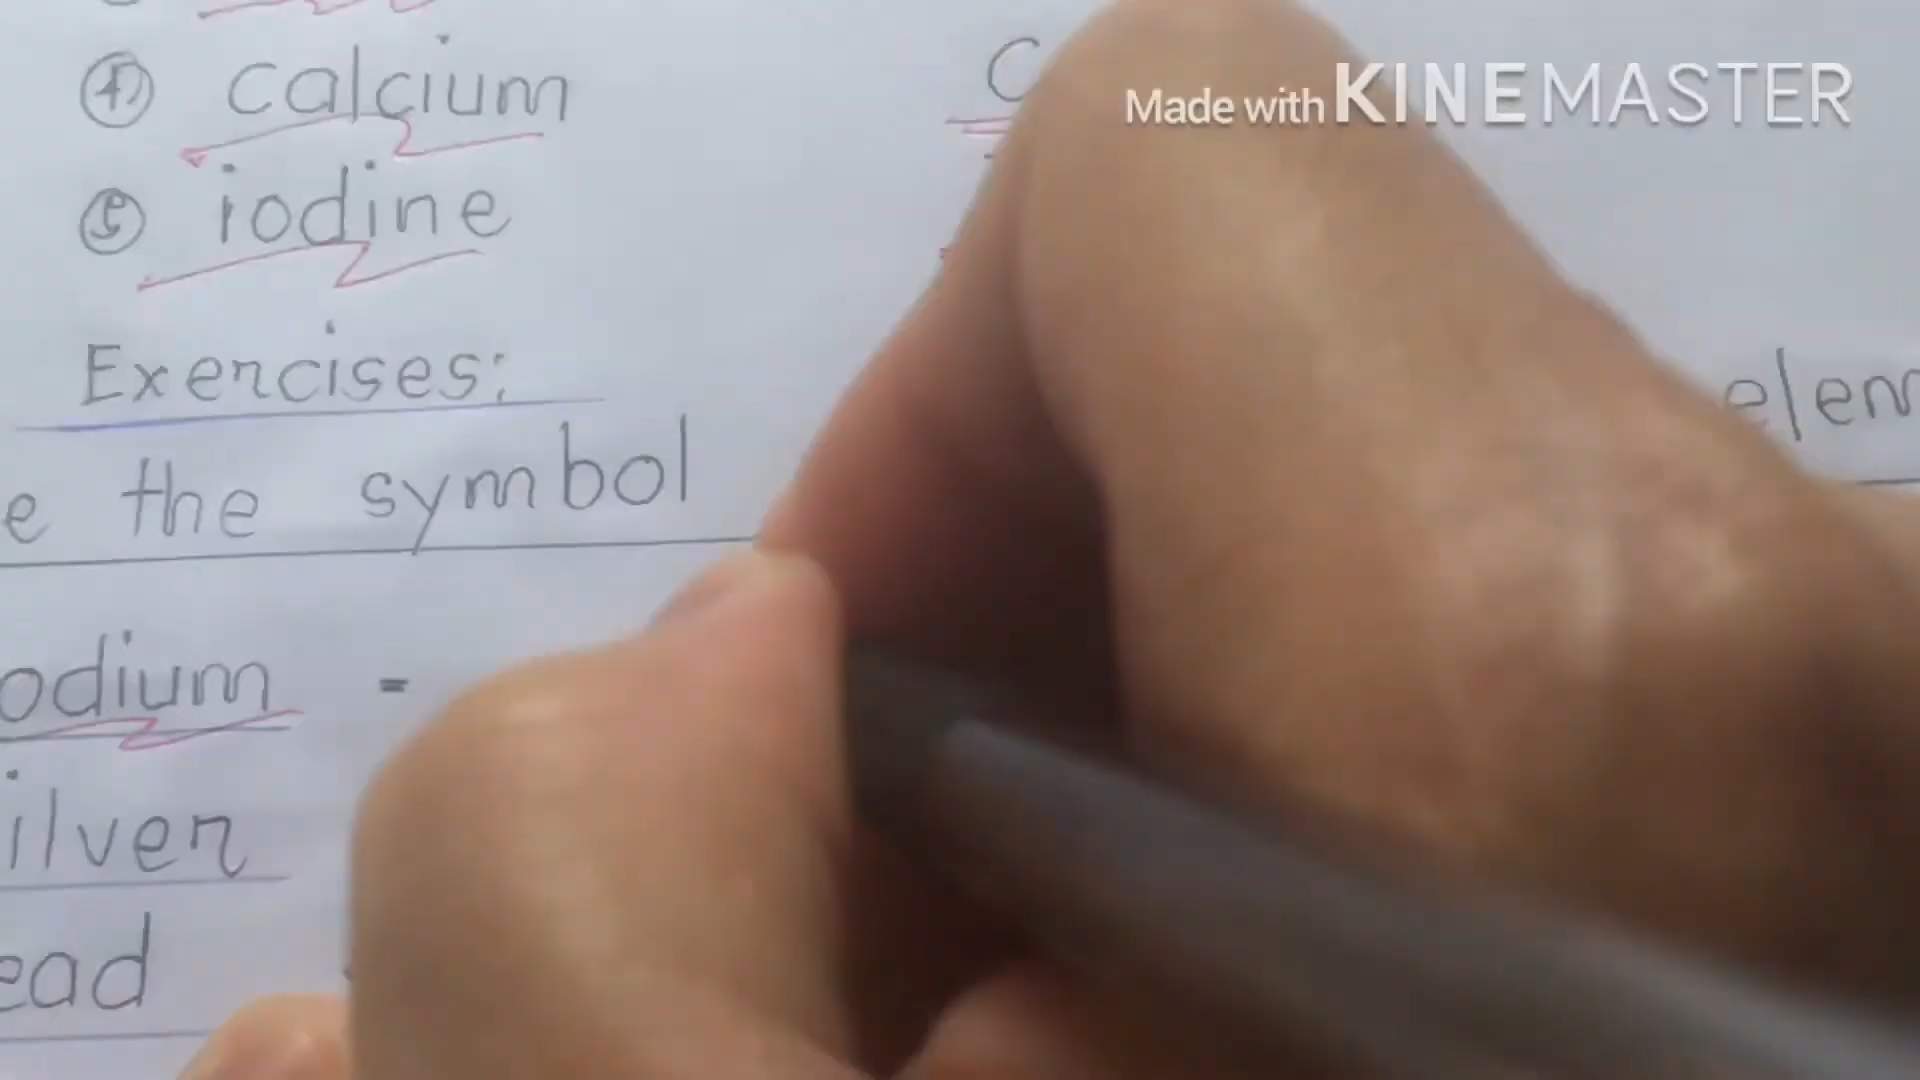 ④ calcium C
Made with KINEMASTER
⑤ iodine
Exercises:
e the symbol elem
odium =
ilver
ead